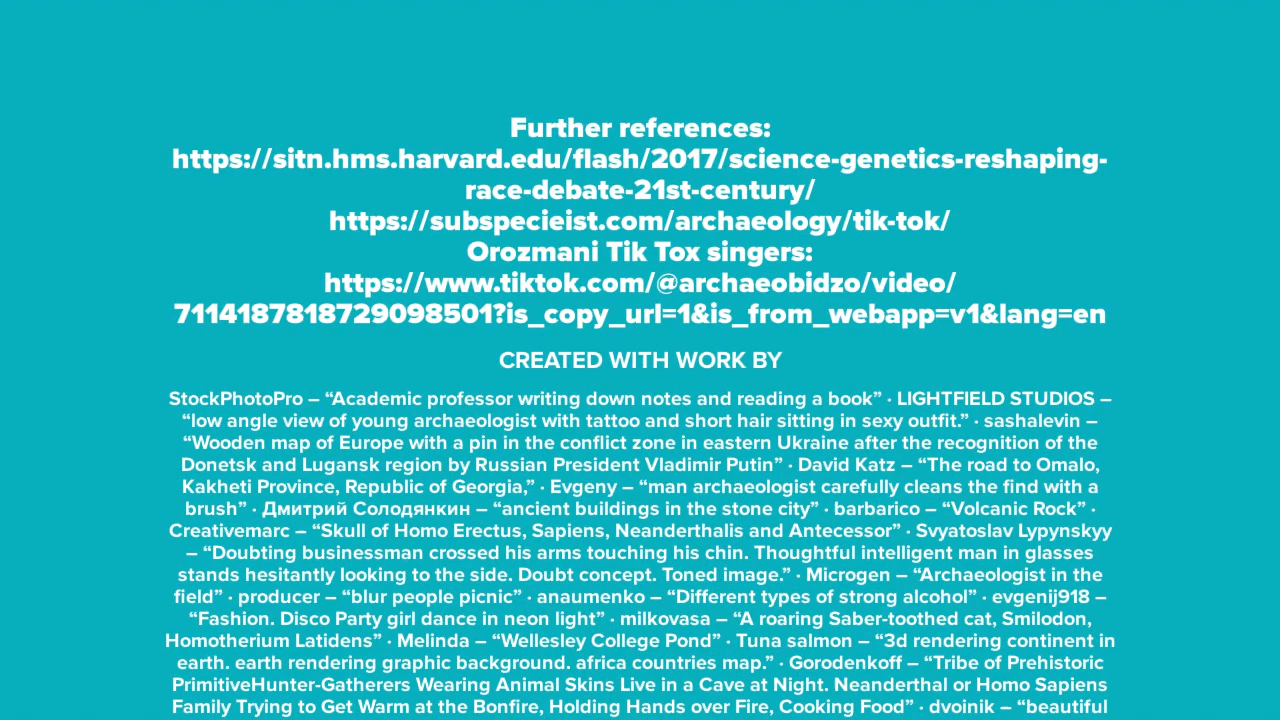 Further references:
https://sitn.hms.harvard.edu/flash/2017/science-genetics-reshaping-
race-debate-21st-century/
https://subspecieist.com/archaeology/tik-tok/
Orozmani Tik Tox singers:
https://www.tiktok.com/@archaeobidzo/video/
7114187818729098501?is_copy_url=1&is_from_webapp=v1&lang=en
CREATED WITH WORK BY
StockPhotoPro – “Academic professor writing down notes and reading a book” · LIGHTFIELD STUDIOS –
“low angle view of young archaeologist with tattoo and short hair sitting in sexy outfit.” · sashalevin –
“Wooden map of Europe with a pin in the conflict zone in eastern Ukraine after the recognition of the
Donetsk and Lugansk region by Russian President Vladimir Putin” · David Katz – “The road to Omalo,
Kakheti Province, Republic of Georgia,” · Evgeny – “man archaeologist carefully cleans the find with a
brush” · Дмитрий Солодянкин – “ancient buildings in the stone city” · barbarico – “Volcanic Rock” ·
Creativemarc – “Skull of Homo Erectus, Sapiens, Neanderthalis and Antecessor” · Svyatoslav Lypynskyy
– “Doubting businessman crossed his arms touching his chin. Thoughtful intelligent man in glasses
stands hesitantly looking to the side. Doubt concept. Toned image.” · Microgen – “Archaeologist in the
field” · producer – “blur people picnic” · anaumenko – “Different types of strong alcohol” · evgenij918 –
“Fashion. Disco Party girl dance in neon light” · milkovasa – “A roaring Saber-toothed cat, Smilodon,
Homotherium Latidens” · Melinda – “Wellesley College Pond” · Tuna salmon – “3d rendering continent in
earth. earth rendering graphic background. africa countries map.” · Gorodenkoff – “Tribe of Prehistoric
PrimitiveHunter-Gatherers Wearing Animal Skins Live in a Cave at Night. Neanderthal or Homo Sapiens
Family Trying to Get Warm at the Bonfire, Holding Hands over Fire, Cooking Food” · dvoinik – “beautiful